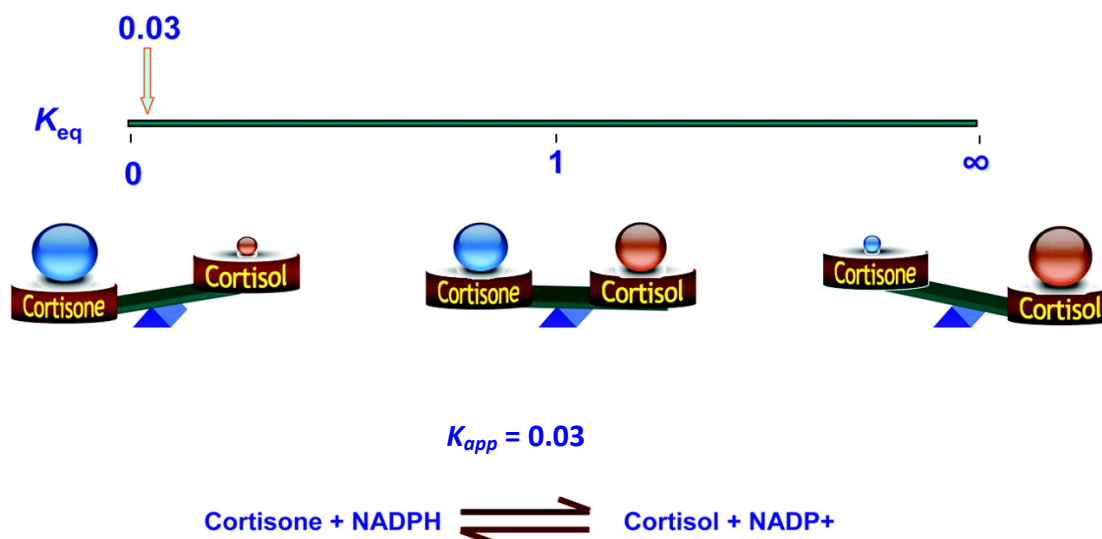 0.03
Keq
0 1 ∞
Cortisone Cortisol Cortisone Cortisol Cortisone Cortisol
Kapp = 0.03
Cortisone + NADPH ⇌ Cortisol + NADP+